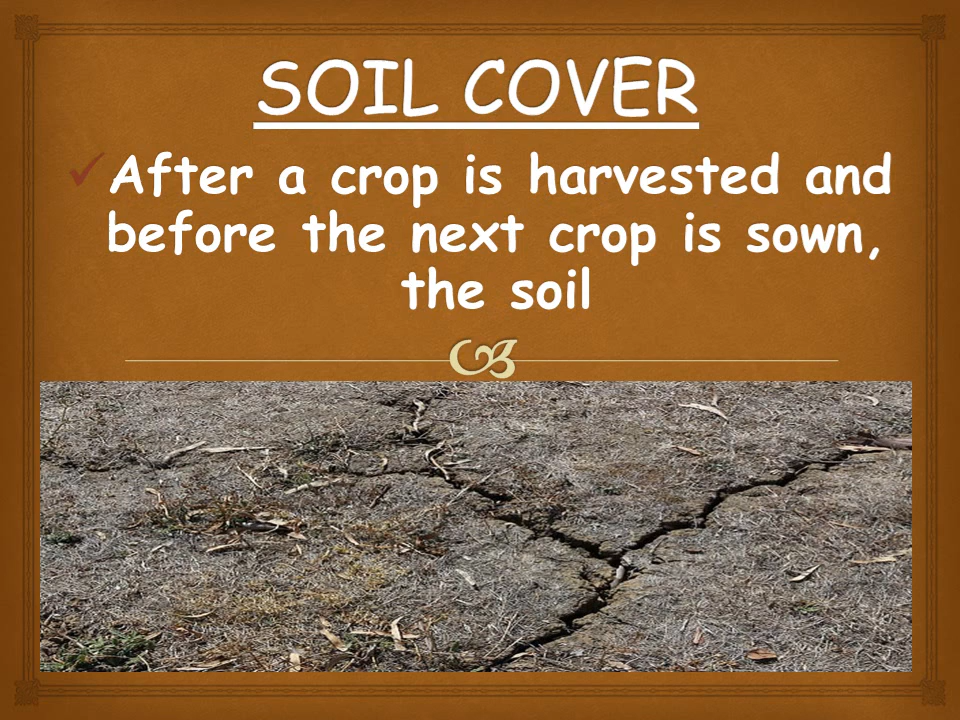 SOIL COVER
✓ After a crop is harvested and
before the next crop is sown,
the soil